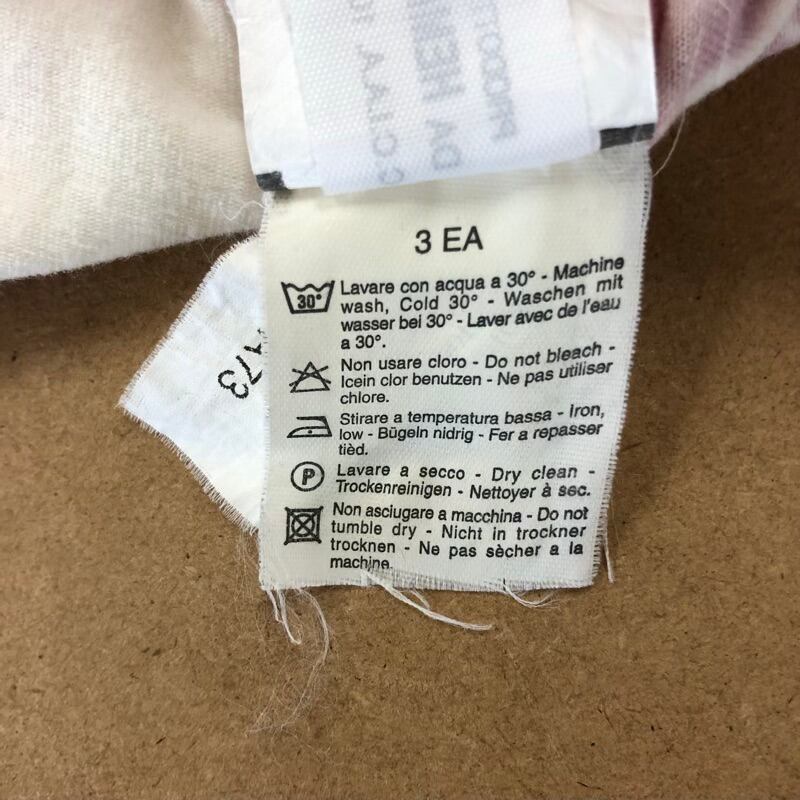 3 EA
30°
Lavare con acqua a 30° - Machine
wash, Cold 30° - Waschen mit
wasser bei 30° - Laver avec de l'eau
a 30°.
Non usare cloro - Do not bleach -
Icein clor benutzen - Ne pas utiliser
chlore.
Stirare a temperatura bassa - Iron,
low - Bügeln nidrig - Fer a repasser
tièd.
P
Lavare a secco - Dry clean -
Trockenreinigen - Nettoyer à sec.
Non asciugare a macchina - Do not
tumble dry - Nicht in trockner
trocknen - Ne pas sècher a la
machine.
A73